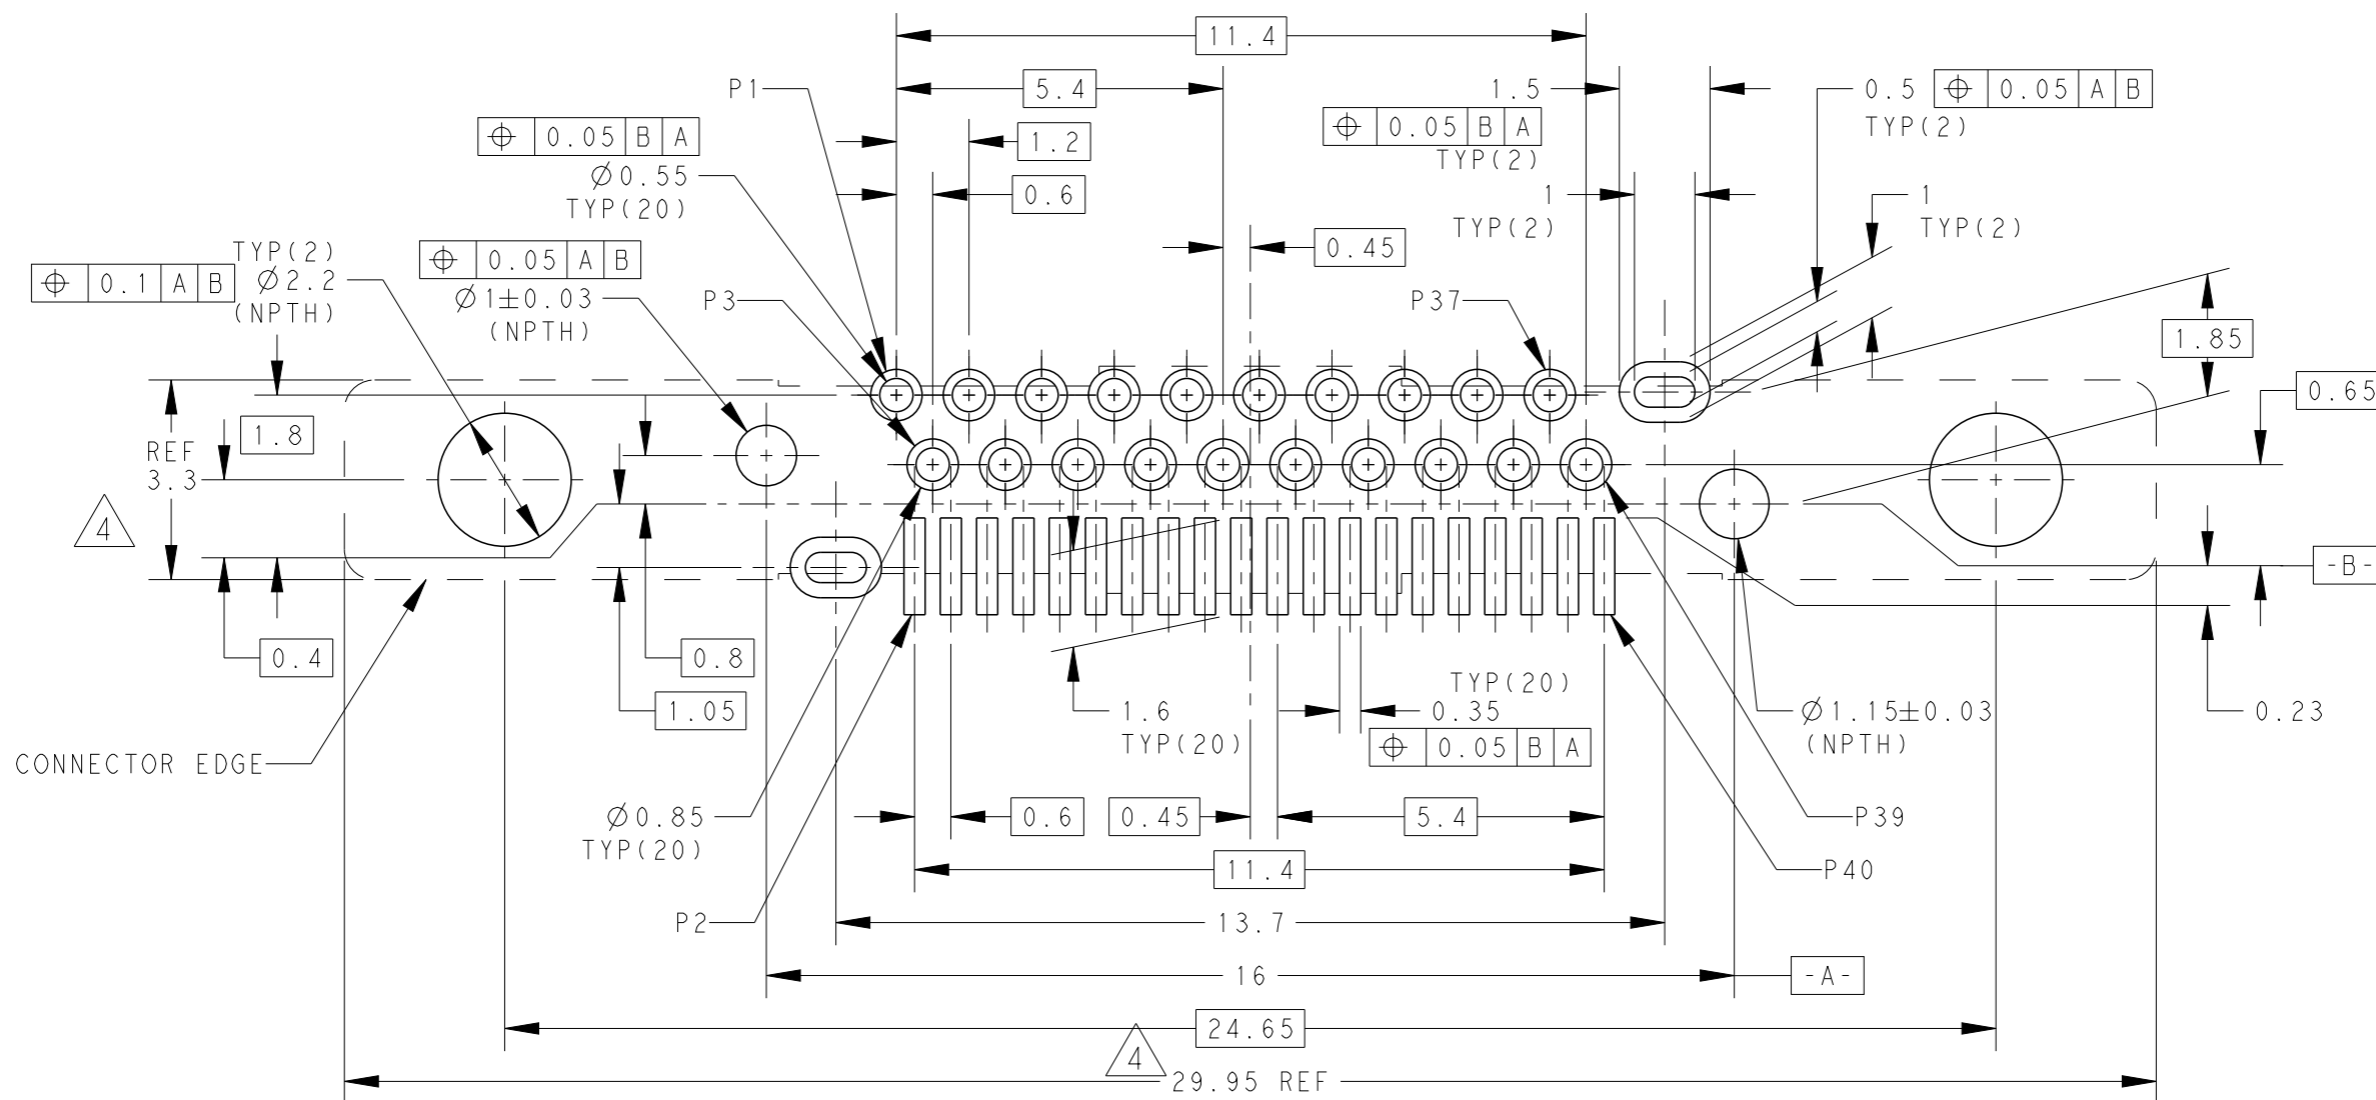 11.4
P1
5.4
1.5
0.5 ⌖ 0.05 A B
TYP(2)
⌖ 0.05 B A
Ø0.55
TYP(20)
1.2
⌖ 0.05 B A
TYP(2)
0.6
1
TYP(2)
1
TYP(2)
TYP(2)
⌖ 0.1 A B Ø2.2
(NPTH)
⌖ 0.05 A B
Ø1±0.03
(NPTH)
0.45
P3
P37
1.85
0.65
1.8
REF
3.3
4
-B-
0.4
0.8
1.05
1.6
TYP(20)
TYP(20)
0.35
⌖ 0.05 B A
Ø1.15±0.03
(NPTH)
0.23
CONNECTOR EDGE
Ø0.85
TYP(20)
0.6
0.45
5.4
P39
11.4
P40
P2
13.7
16
-A-
24.65
4
29.95 REF